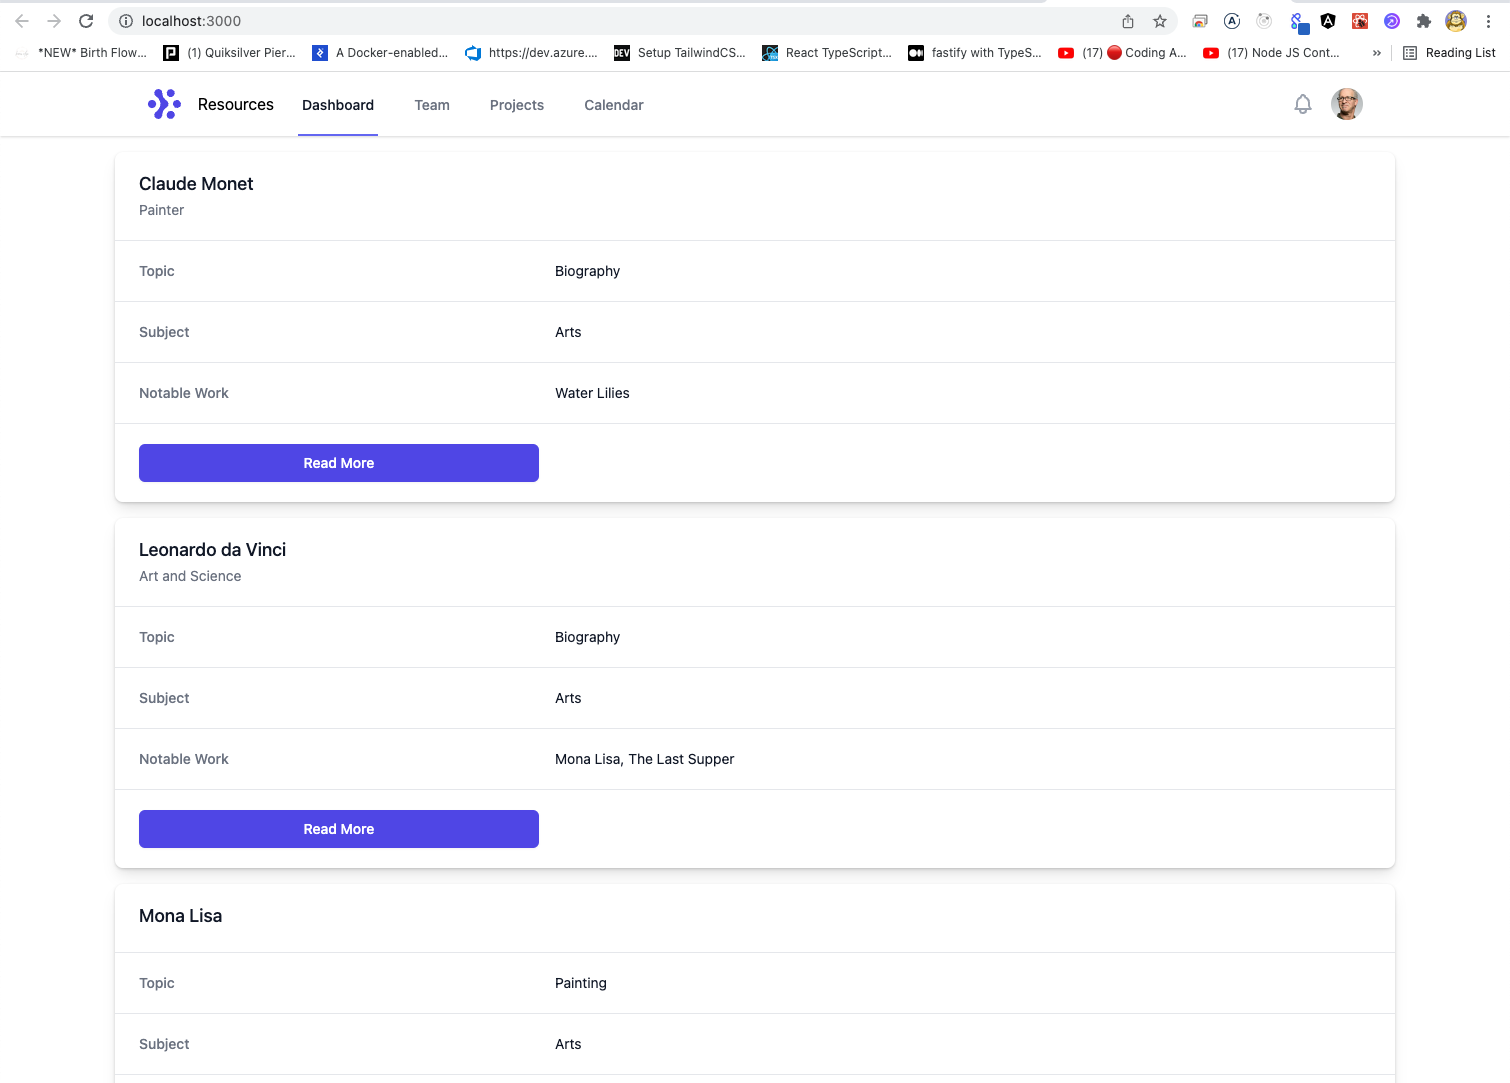 localhost:3000
*NEW* Birth Flow... (1) Quiksilver Pier... A Docker-enabled... https://dev.azure.... DEV Setup TailwindCS... React TypeScript... fastify with TypeS... (17) 🔴 Coding A... (17) Node JS Cont... » Reading List
Resources Dashboard Team Projects Calendar
Claude Monet
Painter
Topic Biography
Subject Arts
Notable Work Water Lilies
Read More
Leonardo da Vinci
Art and Science
Topic Biography
Subject Arts
Notable Work Mona Lisa, The Last Supper
Read More
Mona Lisa
Topic Painting
Subject Arts